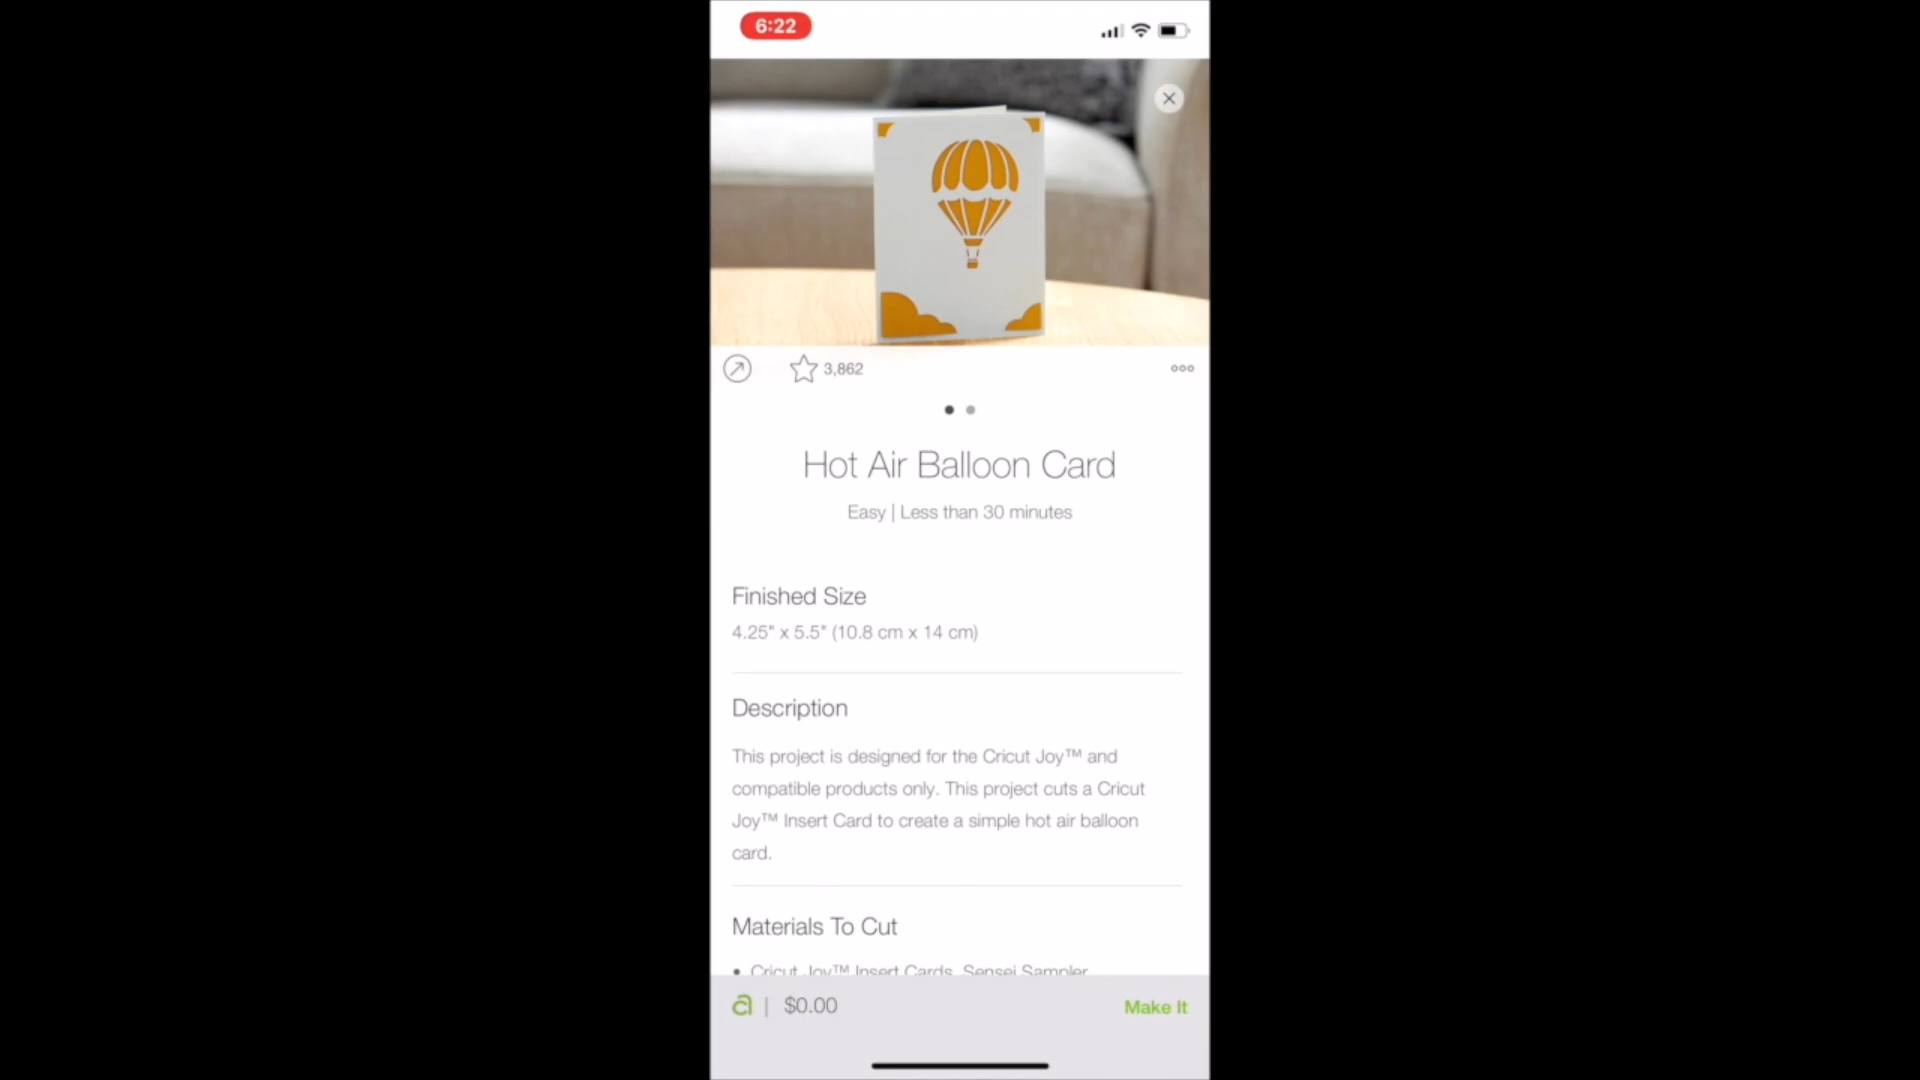 6:22
3,862
Hot Air Balloon Card
Easy | Less than 30 minutes
Finished Size
4.25" x 5.5" (10.8 cm x 14 cm)
Description
This project is designed for the Cricut Joy™ and
compatible products only. This project cuts a Cricut
Joy™ Insert Card to create a simple hot air balloon
card.
Materials To Cut
• Cricut Joy™ Insert Cards, Sensei Sampler
a | $0.00
Make It